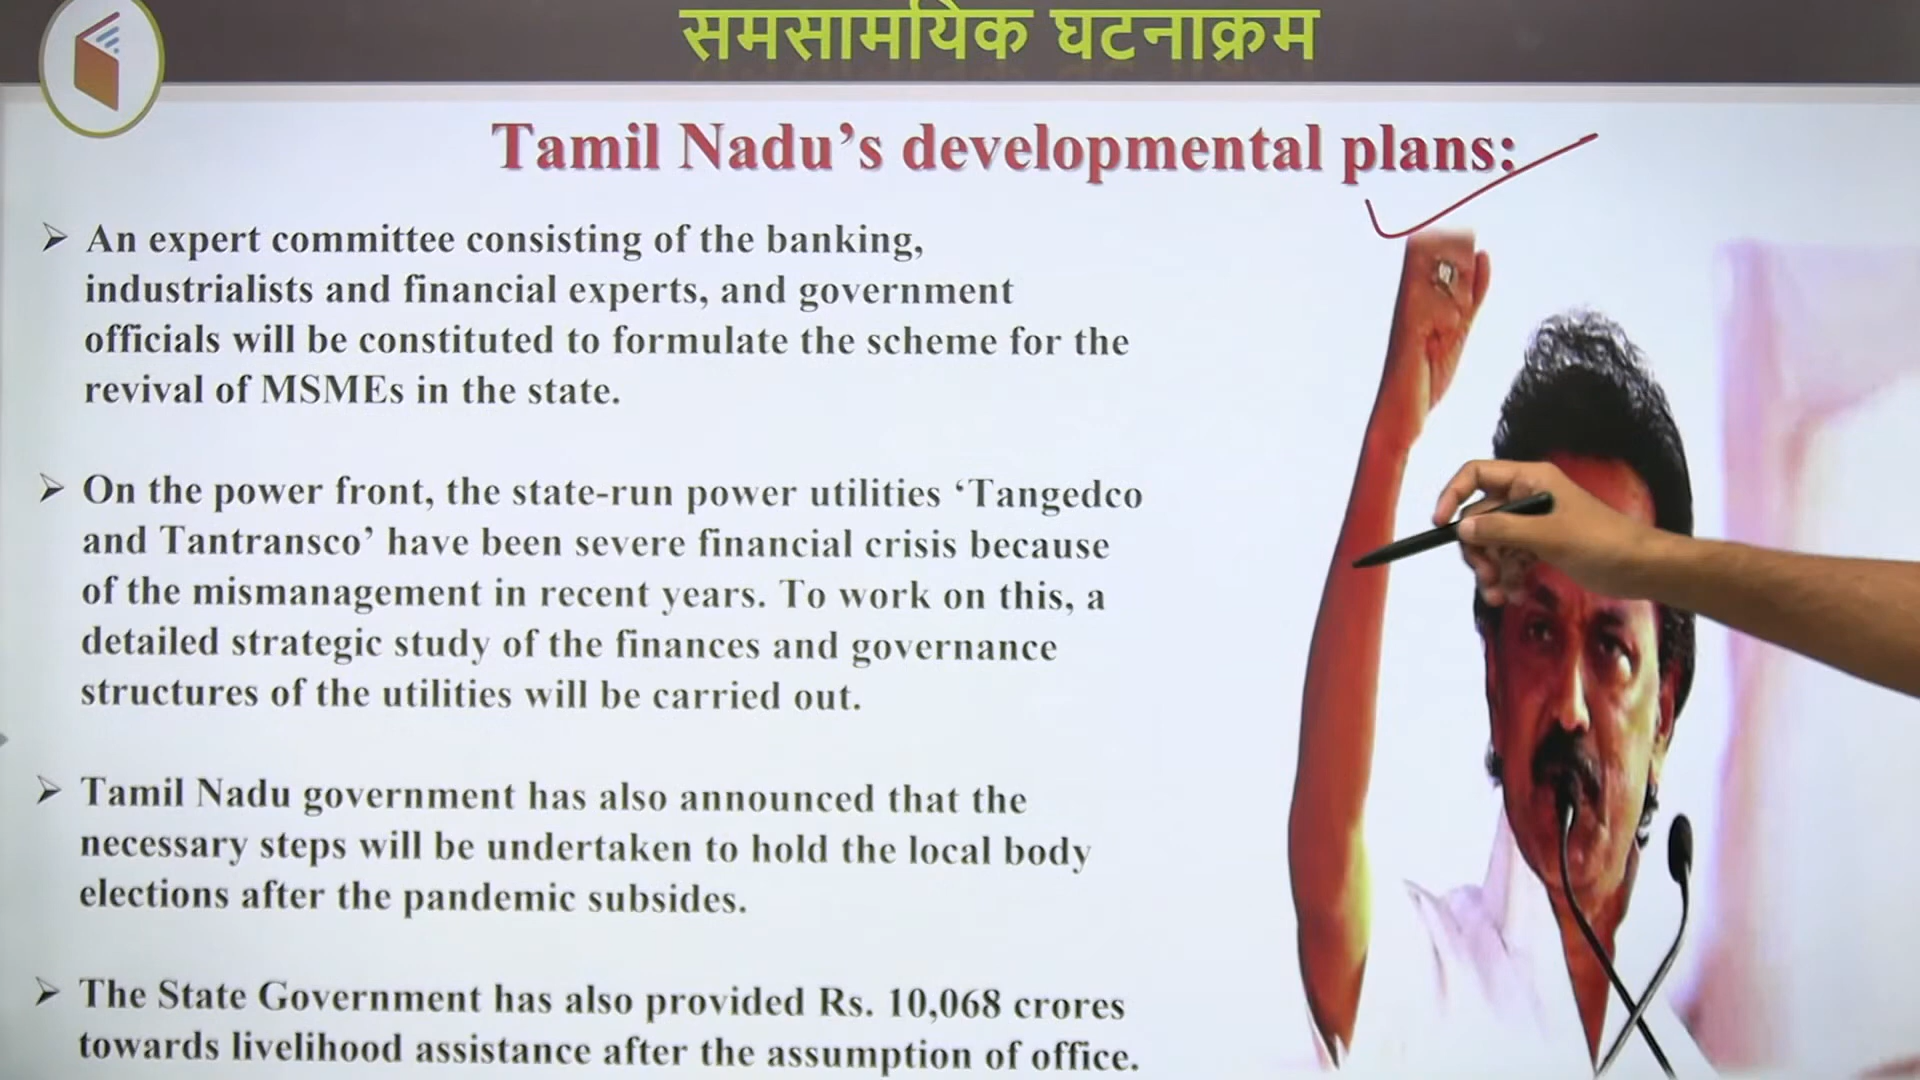 समसामयिक घटनाक्रम
Tamil Nadu’s developmental plans:
➢ An expert committee consisting of the banking,
industrialists and financial experts, and government
officials will be constituted to formulate the scheme for the
revival of MSMEs in the state.
➢ On the power front, the state-run power utilities ‘Tangedco
and Tantransco’ have been severe financial crisis because
of the mismanagement in recent years. To work on this, a
detailed strategic study of the finances and governance
structures of the utilities will be carried out.
➢ Tamil Nadu government has also announced that the
necessary steps will be undertaken to hold the local body
elections after the pandemic subsides.
➢ The State Government has also provided Rs. 10,068 crores
towards livelihood assistance after the assumption of office.